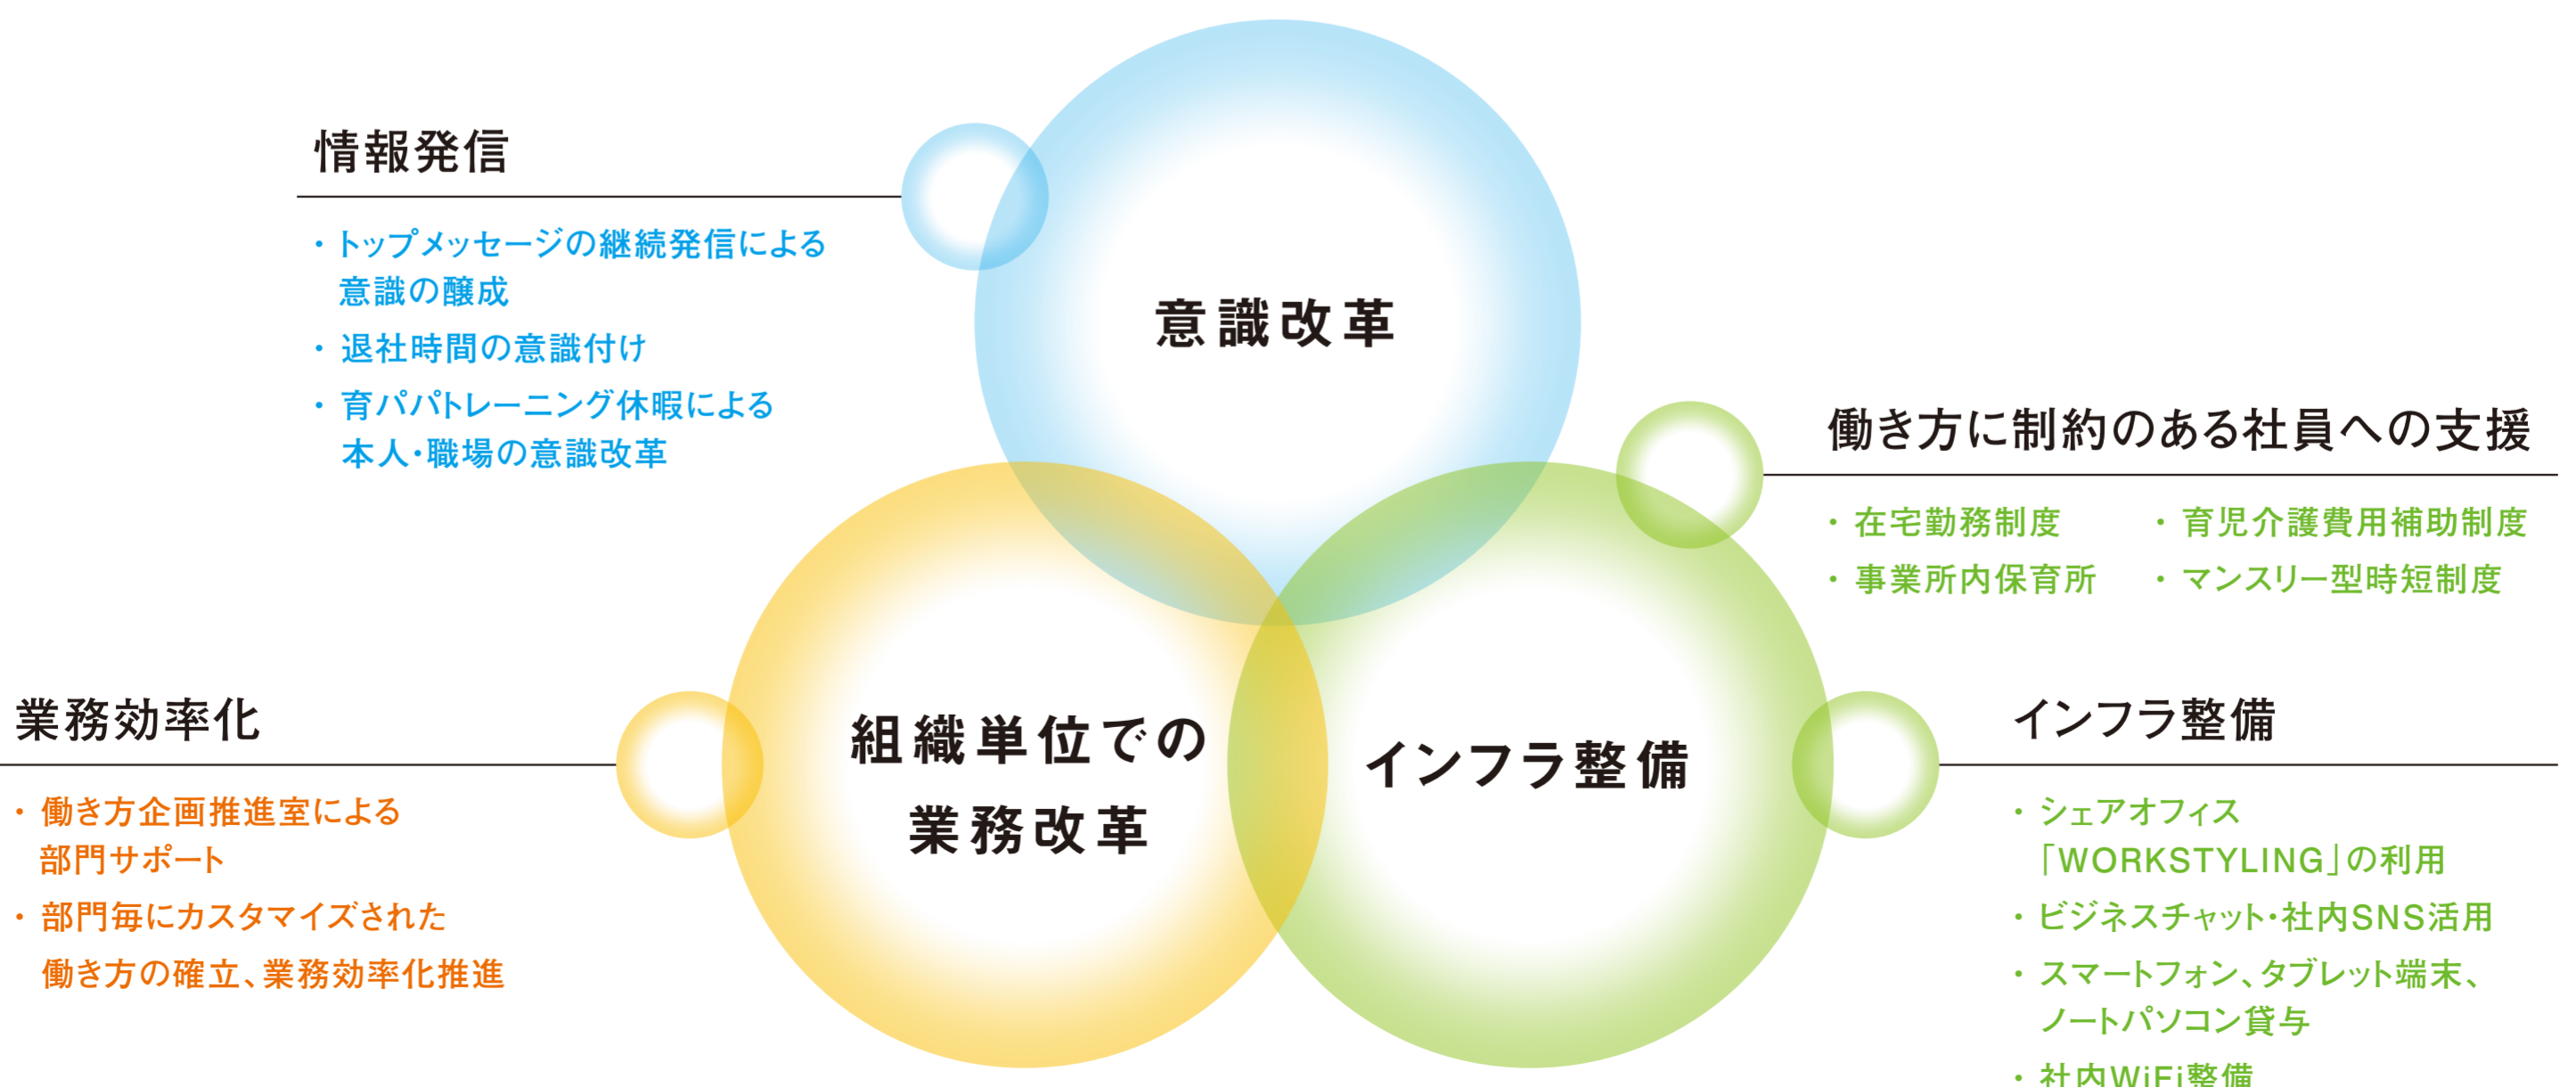 情報発信
・トップメッセージの継続発信による
意識の醸成
・退社時間の意識付け
・育パパトレーニング休暇による
本人・職場の意識改革
意識改革
働き方に制約のある社員への支援
・在宅勤務制度 ・育児介護費用補助制度
・事業所内保育所 ・マンスリー型時短制度
業務効率化
・働き方企画推進室による
部門サポート
・部門毎にカスタマイズされた
働き方の確立、業務効率化推進
組織単位での
業務改革
インフラ整備
インフラ整備
・シェアオフィス
「WORKSTYLING」の利用
・ビジネスチャット・社内SNS活用
・スマートフォン、タブレット端末、
ノートパソコン貸与
・社内WiFi整備